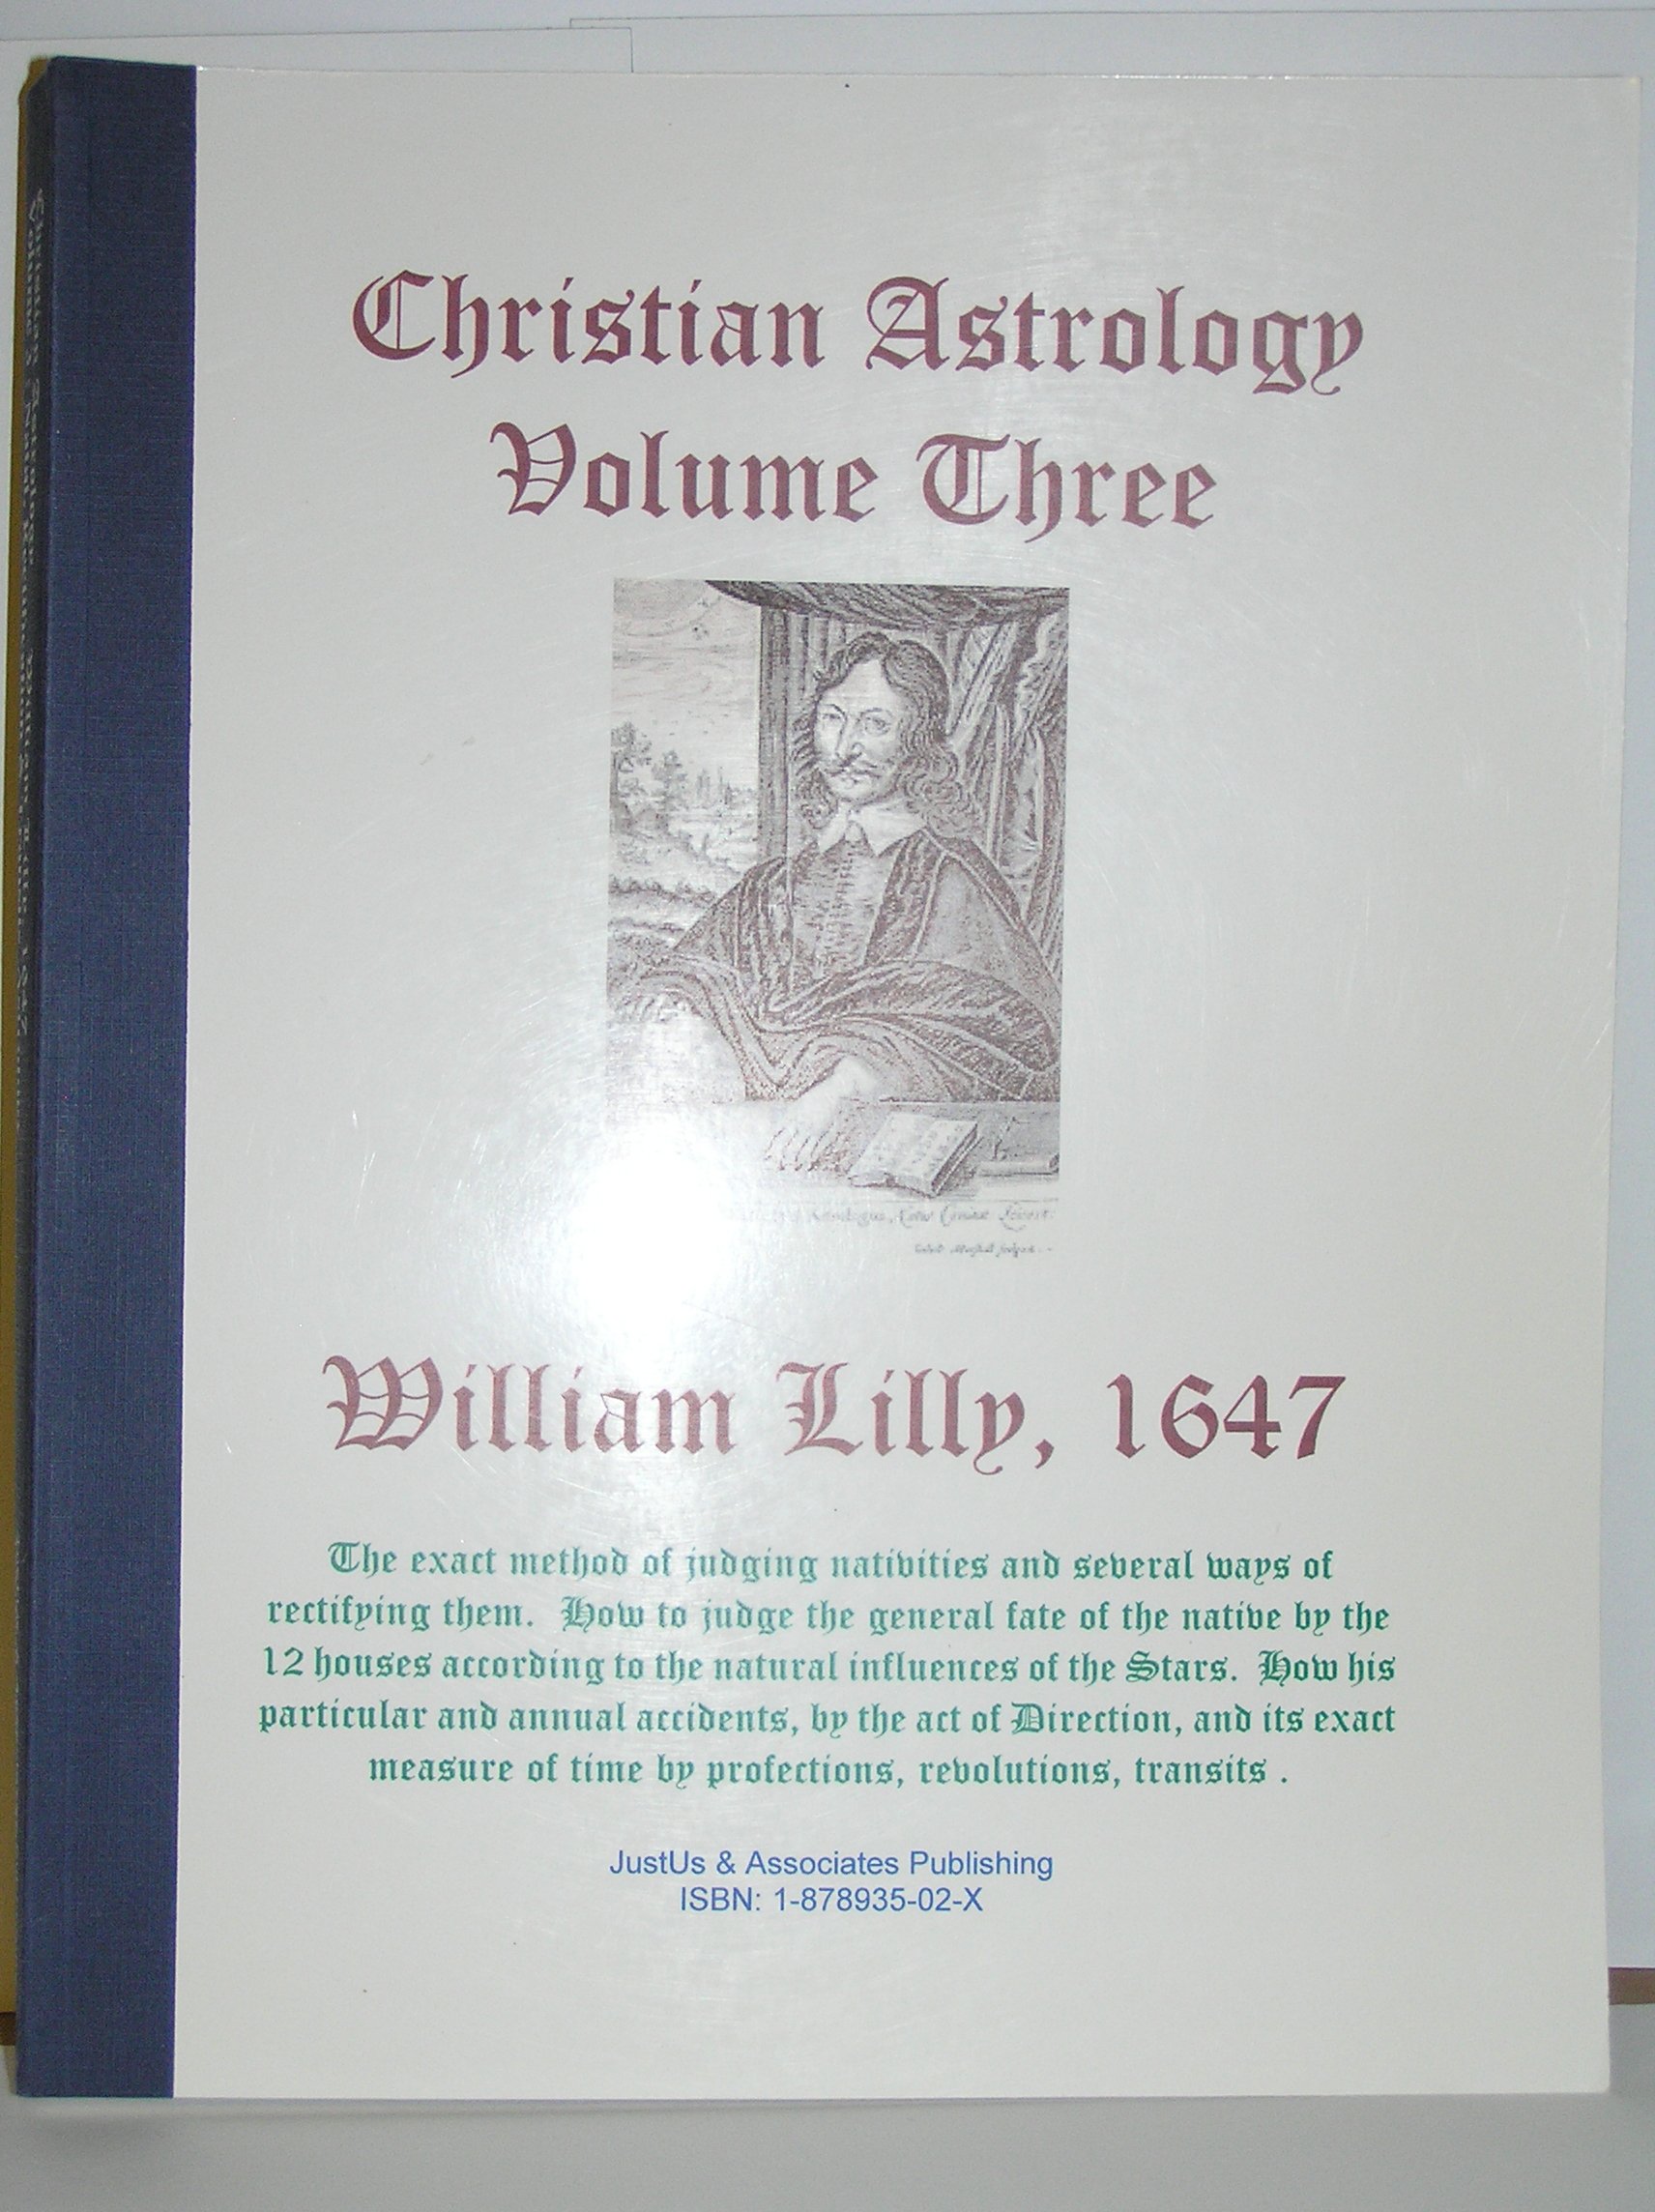 Christian Astrology
Volume Three
William Lilly, 1647
The exact method of judging nativities and several ways of
rectifying them. How to judge the general fate of the native by the
12 houses according to the natural influences of the Stars. How his
particular and annual accidents, by the act of Direction, and its exact
measure of time by profections, revolutions, transits .
JustUs & Associates Publishing
ISBN: 1-878935-02-X